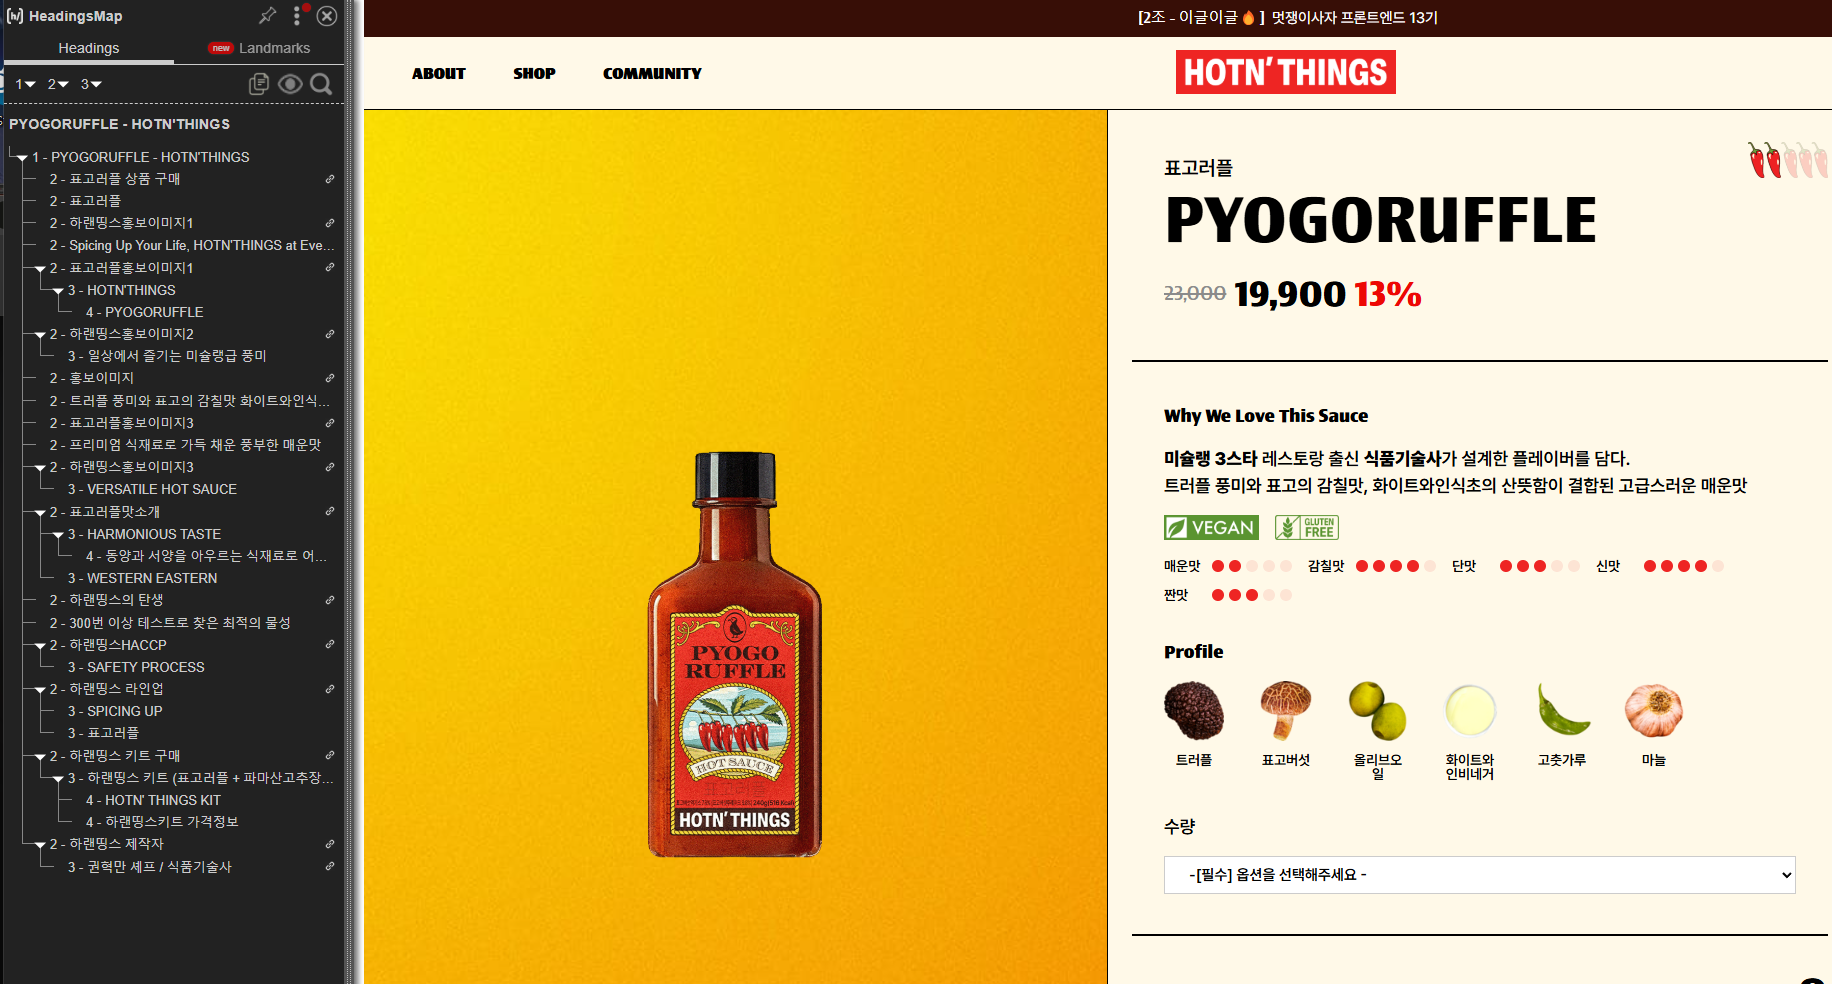 HeadingsMap
Headings
new Landmarks
1 2 3
PYOGORUFFLE - HOTN'THINGS
1 - PYOGORUFFLE - HOTN'THINGS
2 - 표고러플 상품 구매
2 - 표고러플
2 - 하랜띵스홍보이미지1
2 - Spicing Up Your Life, HOTN'THINGS at Eve...
2 - 표고러플홍보이미지1
3 - HOTN'THINGS
4 - PYOGORUFFLE
2 - 하랜띵스홍보이미지2
3 - 일상에서 즐기는 미슐랭급 풍미
2 - 홍보이미지
2 - 트러플 풍미와 표고의 감칠맛 화이트와인식...
2 - 표고러플홍보이미지3
2 - 프리미엄 식재료로 가득 채운 풍부한 매운맛
2 - 하랜띵스홍보이미지3
3 - VERSATILE HOT SAUCE
2 - 표고러플맛소개
3 - HARMONIOUS TASTE
4 - 동양과 서양을 아우르는 식재료로 어...
3 - WESTERN EASTERN
2 - 하랜띵스의 탄생
2 - 300번 이상 테스트로 찾은 최적의 물성
2 - 하랜띵스HACCP
3 - SAFETY PROCESS
2 - 하랜띵스 라인업
3 - SPICING UP
3 - 표고러플
2 - 하랜띵스 키트 구매
3 - 하랜띵스 키트 (표고러플 + 파마산고추장...
4 - HOTN' THINGS KIT
4 - 하랜띵스키트 가격정보
2 - 하랜띵스 제작자
3 - 권혁만 셰프 / 식품기술사
[2조 - 이글이글🔥 ] 멋쟁이사자 프론트엔드 13기
ABOUT SHOP COMMUNITY
HOTN' THINGS
PYOGO
RUFFLE
HOT SAUCE
표고러플
HOTN' THINGS
표고러플
PYOGORUFFLE
23,000 19,900 13%
Why We Love This Sauce
미슐랭 3스타 레스토랑 출신 식품기술사가 설계한 플레이버를 담다.
트러플 풍미와 표고의 감칠맛, 화이트와인식초의 산뜻함이 결합된 고급스러운 매운맛
VEGAN GLUTEN FREE
매운맛 감칠맛 단맛 신맛
짠맛
Profile
트러플 표고버섯 올리브오일 화이트와인비네거 고춧가루 마늘
수량
-[필수] 옵션을 선택해주세요 -